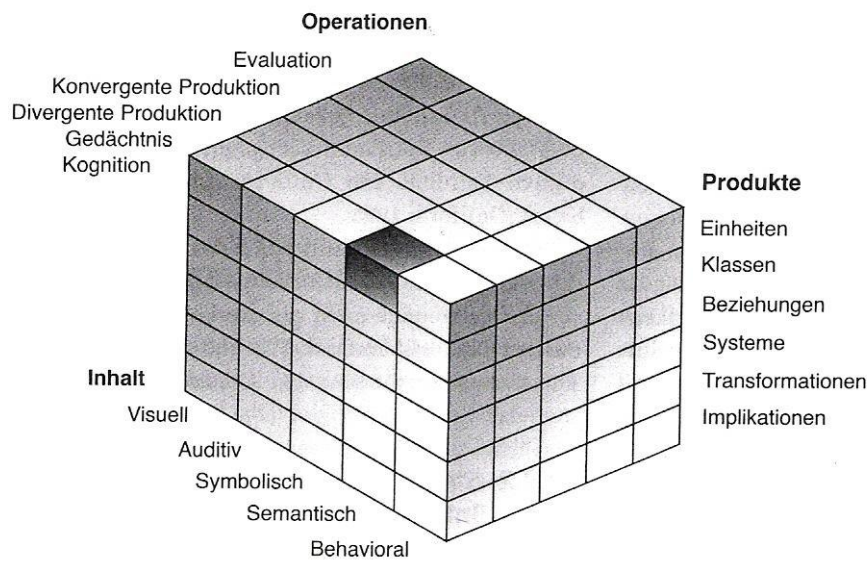 Operationen
Evaluation
Konvergente Produktion
Divergente Produktion
Gedächtnis
Kognition
Produkte
Einheiten
Klassen
Beziehungen
Systeme
Transformationen
Implikationen
Inhalt
Visuell
Auditiv
Symbolisch
Semantisch
Behavioral